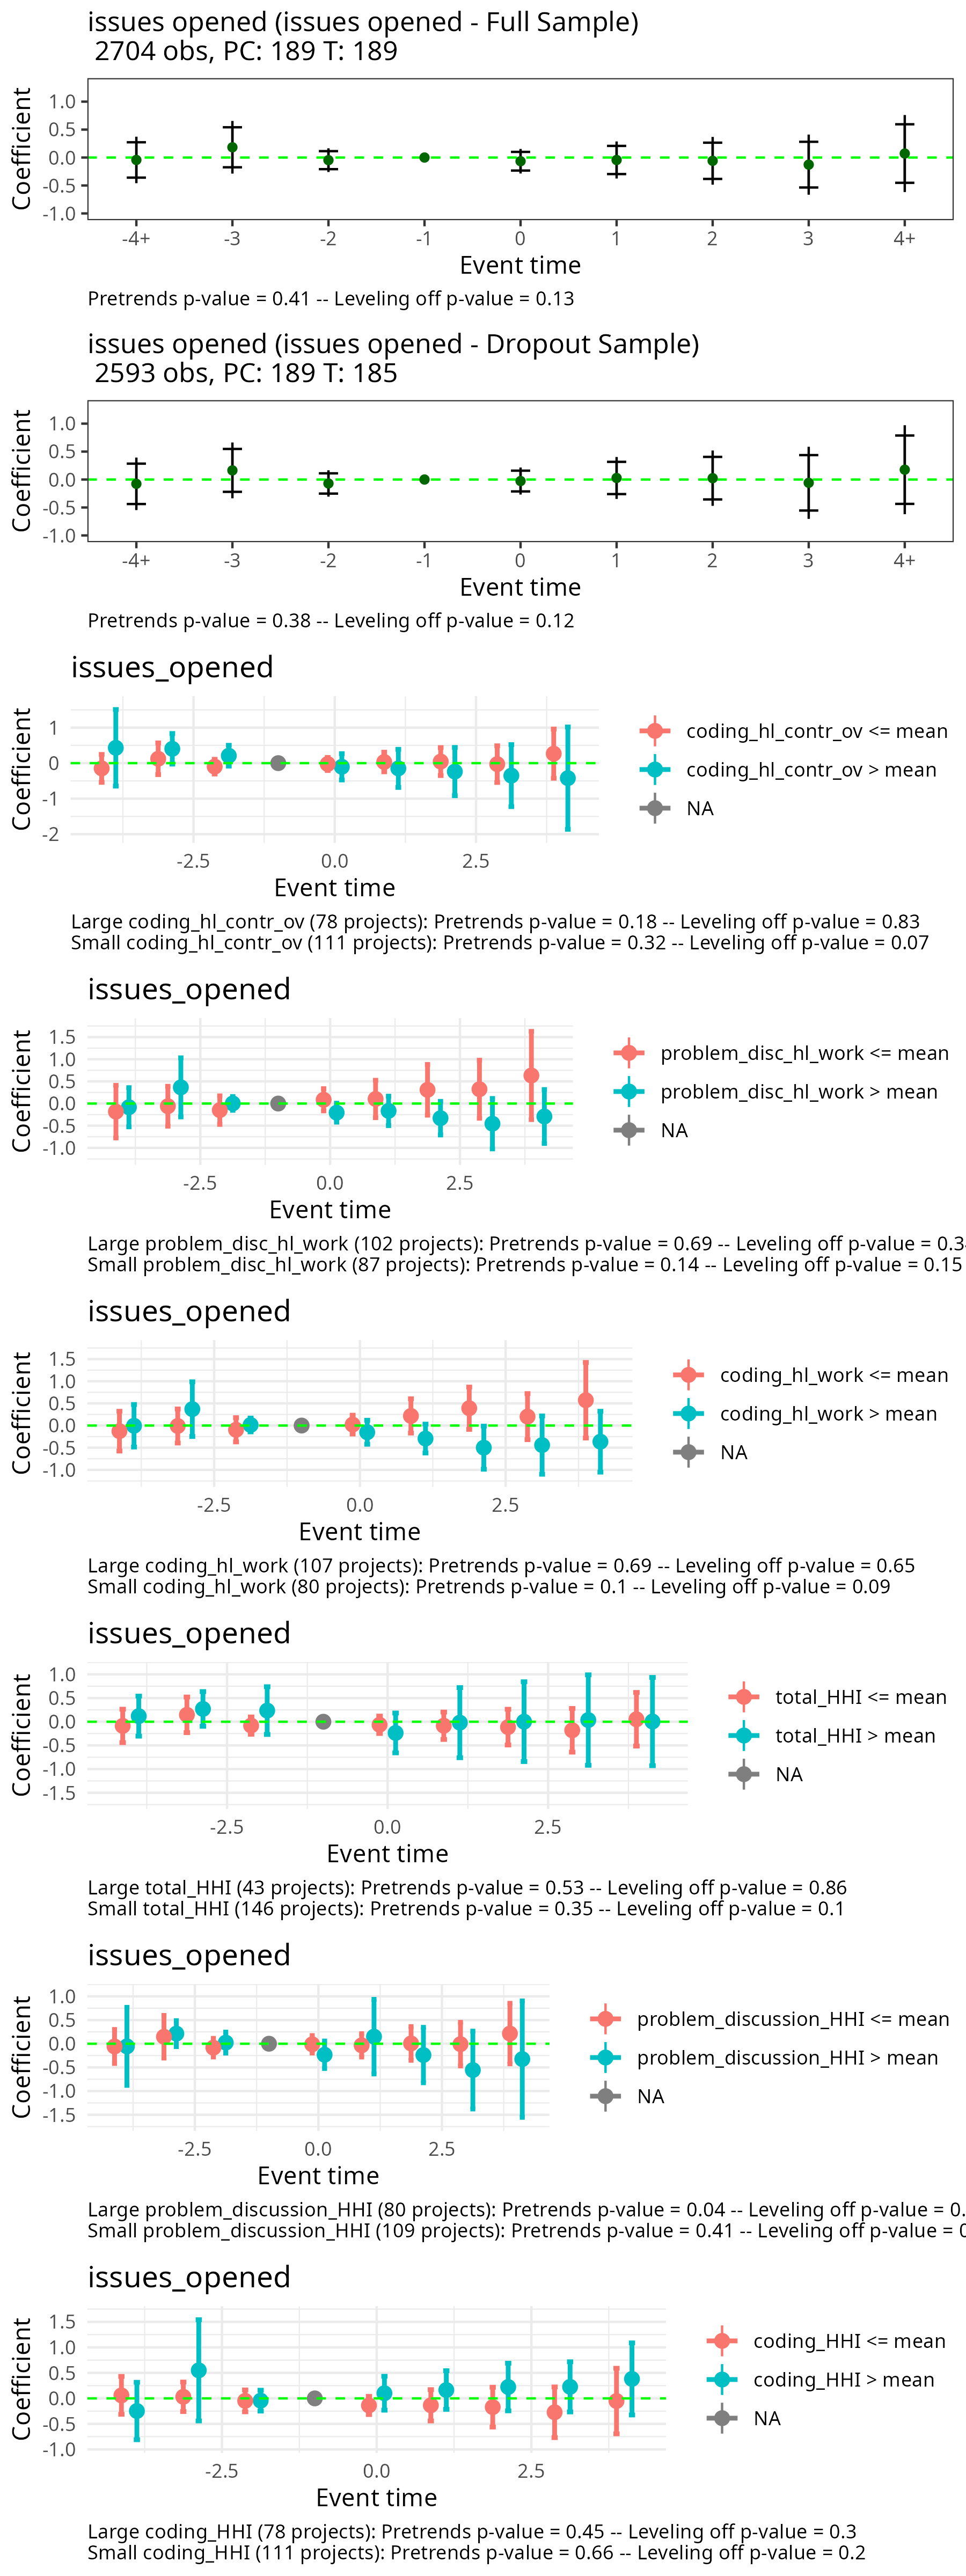 issues opened (issues opened - Full Sample)
2704 obs, PC: 189 T: 189
Coefficient
1.0
0.5
0.0
-0.5
-1.0
-4+ -3 -2 -1 0 1 2 3 4+
Event time
Pretrends p-value = 0.41 -- Leveling off p-value = 0.13
issues opened (issues opened - Dropout Sample)
2593 obs, PC: 189 T: 185
Coefficient
1.0
0.5
0.0
-0.5
-1.0
-4+ -3 -2 -1 0 1 2 3 4+
Event time
Pretrends p-value = 0.38 -- Leveling off p-value = 0.12
issues_opened
Coefficient
1
0
-1
-2
-2.5 0.0 2.5
Event time
coding_hl_contr_ov <= mean
coding_hl_contr_ov > mean
NA
Large coding_hl_contr_ov (78 projects): Pretrends p-value = 0.18 -- Leveling off p-value = 0.83
Small coding_hl_contr_ov (111 projects): Pretrends p-value = 0.32 -- Leveling off p-value = 0.07
issues_opened
Coefficient
1.5
1.0
0.5
0.0
-0.5
-1.0
-2.5 0.0 2.5
Event time
problem_disc_hl_work <= mean
problem_disc_hl_work > mean
NA
Large problem_disc_hl_work (102 projects): Pretrends p-value = 0.69 -- Leveling off p-value =
Small problem_disc_hl_work (87 projects): Pretrends p-value = 0.14 -- Leveling off p-value = 0.15
issues_opened
Coefficient
1.5
1.0
0.5
0.0
-0.5
-1.0
-2.5 0.0 2.5
Event time
coding_hl_work <= mean
coding_hl_work > mean
NA
Large coding_hl_work (107 projects): Pretrends p-value = 0.69 -- Leveling off p-value = 0.65
Small coding_hl_work (80 projects): Pretrends p-value = 0.1 -- Leveling off p-value = 0.09
issues_opened
Coefficient
1.0
0.5
0.0
-0.5
-1.0
-1.5
-2.5 0.0 2.5
Event time
total_HHI <= mean
total_HHI > mean
NA
Large total_HHI (43 projects): Pretrends p-value = 0.53 -- Leveling off p-value = 0.86
Small total_HHI (146 projects): Pretrends p-value = 0.35 -- Leveling off p-value = 0.1
issues_opened
Coefficient
1.0
0.5
0.0
-0.5
-1.0
-1.5
-2.5 0.0 2.5
Event time
problem_discussion_HHI <= mean
problem_discussion_HHI > mean
NA
Large problem_discussion_HHI (80 projects): Pretrends p-value = 0.04 -- Leveling off p-value =
Small problem_discussion_HHI (109 projects): Pretrends p-value = 0.41 -- Leveling off p-value =
issues_opened
Coefficient
1.5
1.0
0.5
0.0
-0.5
-1.0
-2.5 0.0 2.5
Event time
coding_HHI <= mean
coding_HHI > mean
NA
Large coding_HHI (78 projects): Pretrends p-value = 0.45 -- Leveling off p-value = 0.3
Small coding_HHI (111 projects): Pretrends p-value = 0.66 -- Leveling off p-value = 0.2